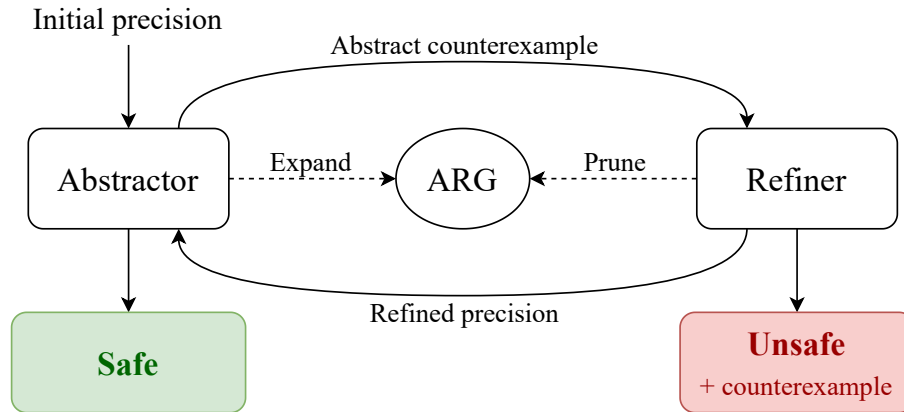 Initial precision
Abstract counterexample
Abstractor
Expand
ARG
Prune
Refiner
Refined precision
Safe
Unsafe
+ counterexample